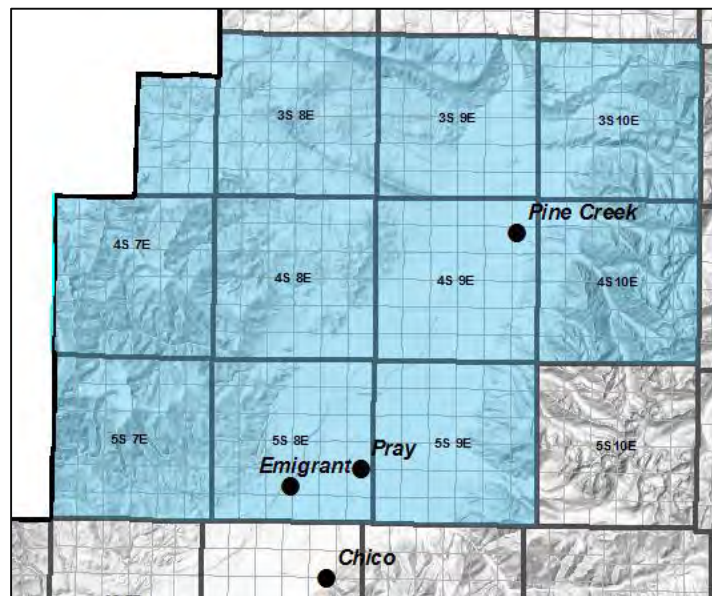 3S 8E
3S 9E
3S10E
Pine Creek
4S 7E
4S 8E
4S 9E
4S10E
5S 7E
5S 8E
Pray
5S 9E
5S10E
Emigrant
Chico